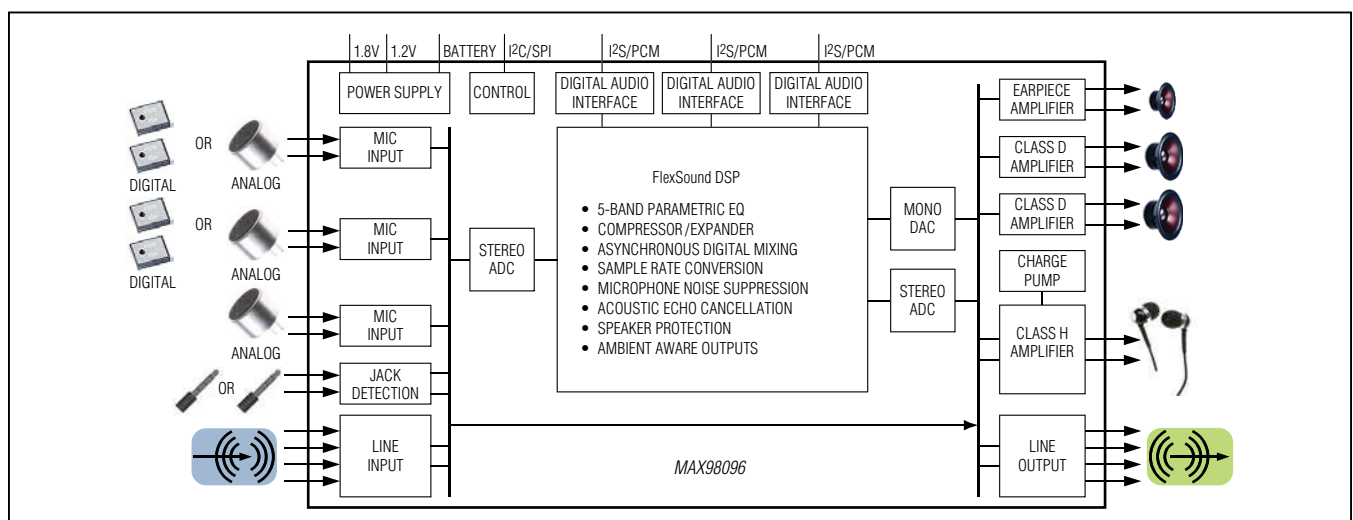 1.8V
1.2V
BATTERY
I2C/SPI
I2S/PCM
I2S/PCM
I2S/PCM
POWER SUPPLY
CONTROL
DIGITAL AUDIO
INTERFACE
DIGITAL AUDIO
INTERFACE
DIGITAL AUDIO
INTERFACE
OR
DIGITAL
ANALOG
MIC
INPUT
OR
DIGITAL
ANALOG
MIC
INPUT
ANALOG
MIC
INPUT
OR
JACK
DETECTION
LINE
INPUT
STEREO
ADC
FlexSound DSP
• 5-BAND PARAMETRIC EQ
• COMPRESSOR/EXPANDER
• ASYNCHRONOUS DIGITAL MIXING
• SAMPLE RATE CONVERSION
• MICROPHONE NOISE SUPPRESSION
• ACOUSTIC ECHO CANCELLATION
• SPEAKER PROTECTION
• AMBIENT AWARE OUTPUTS
MONO
DAC
STEREO
ADC
EARPIECE
AMPLIFIER
CLASS D
AMPLIFIER
CLASS D
AMPLIFIER
CHARGE
PUMP
CLASS H
AMPLIFIER
LINE
OUTPUT
MAX98096